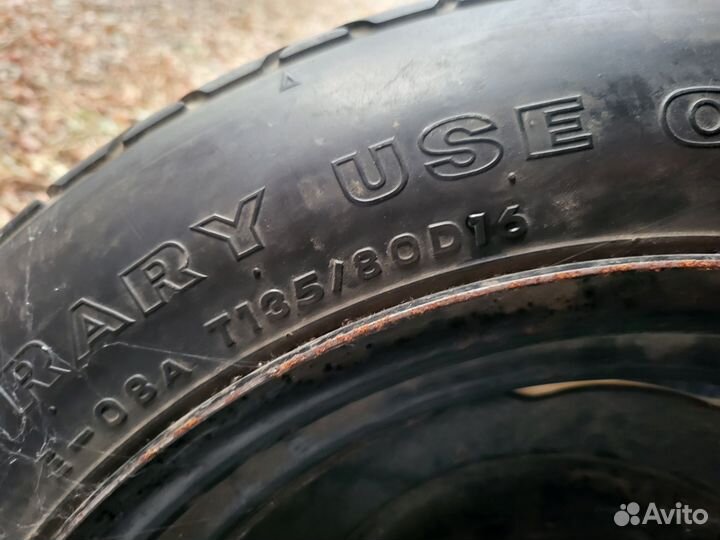 RARY USE O
-08A T135/80D16
Avito